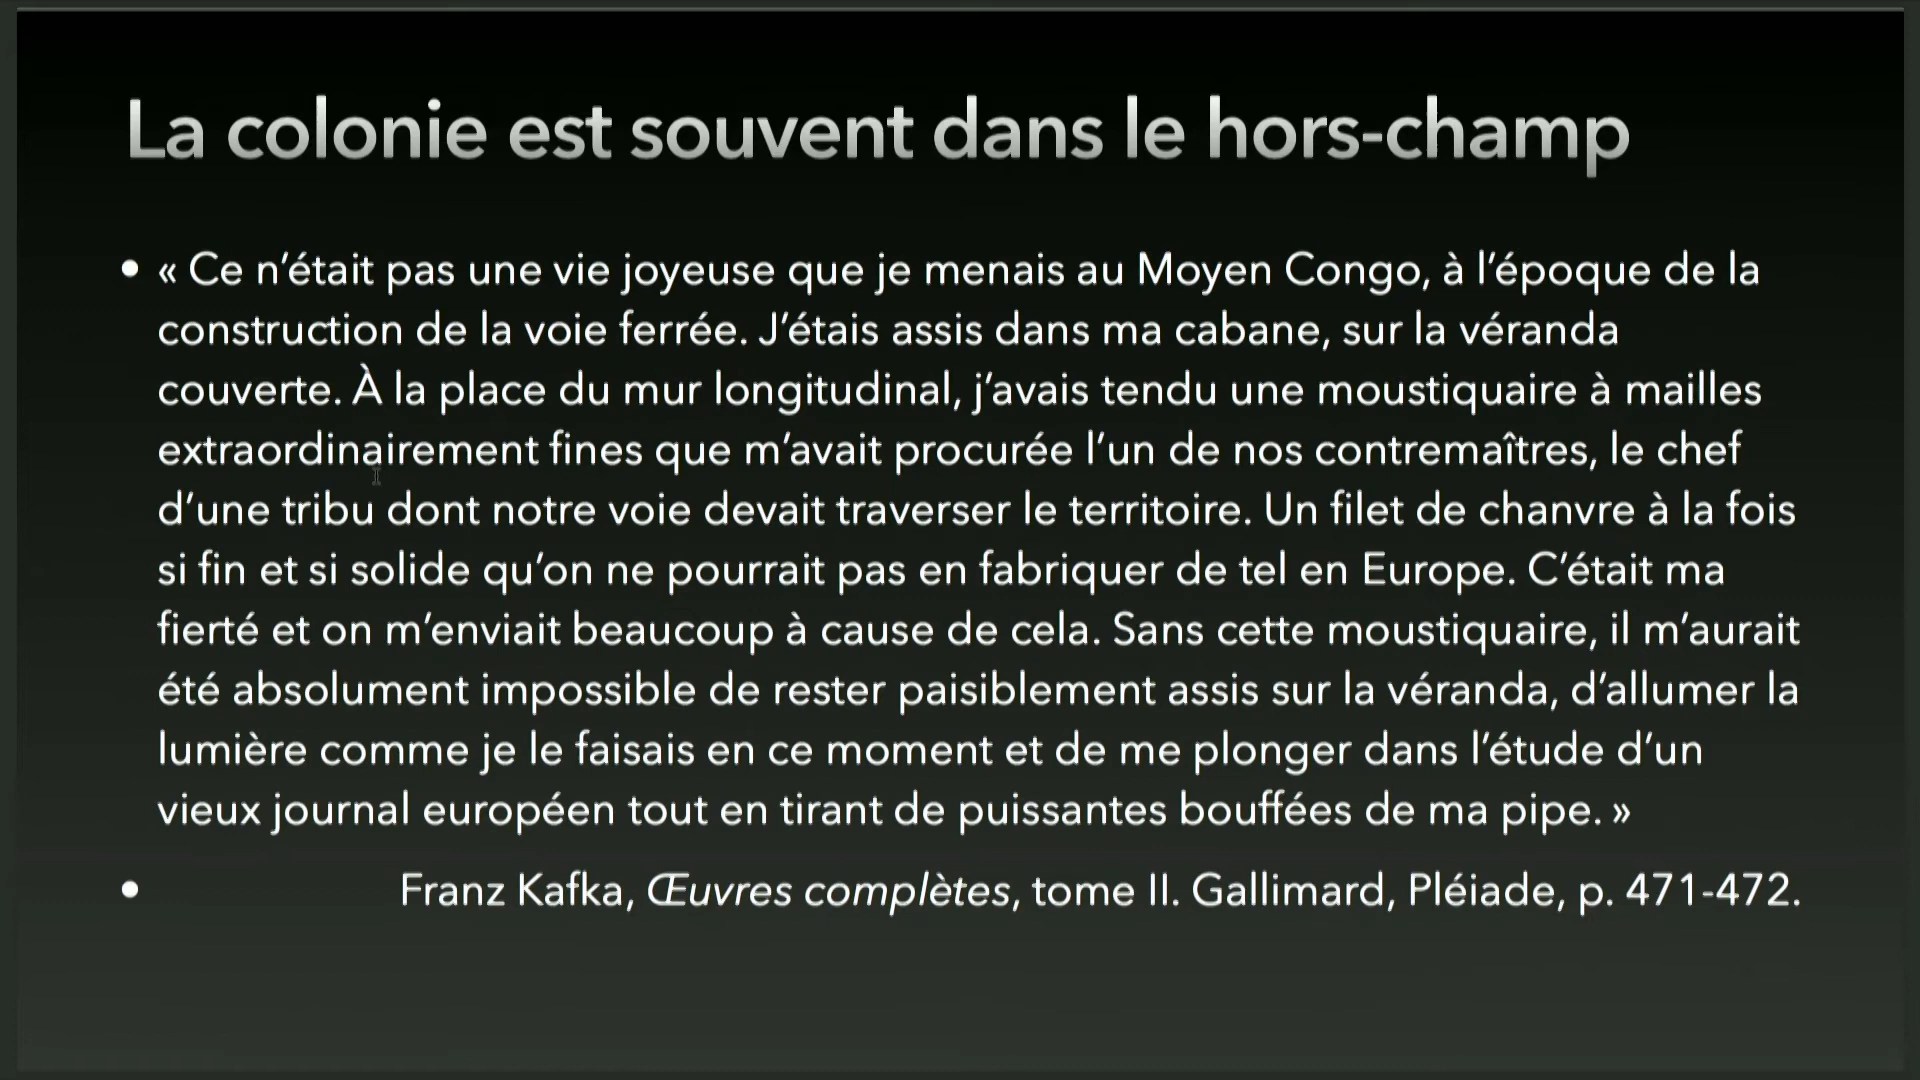 La colonie est souvent dans le hors-champ
• « Ce n’était pas une vie joyeuse que je menais au Moyen Congo, à l’époque de la
construction de la voie ferrée. J’étais assis dans ma cabane, sur la véranda
couverte. À la place du mur longitudinal, j’avais tendu une moustiquaire à mailles
extraordinairement fines que m’avait procurée l’un de nos contremaîtres, le chef
d’une tribu dont notre voie devait traverser le territoire. Un filet de chanvre à la fois
si fin et si solide qu’on ne pourrait pas en fabriquer de tel en Europe. C’était ma
fierté et on m’enviait beaucoup à cause de cela. Sans cette moustiquaire, il m’aurait
été absolument impossible de rester paisiblement assis sur la véranda, d’allumer la
lumière comme je le faisais en ce moment et de me plonger dans l’étude d’un
vieux journal européen tout en tirant de puissantes bouffées de ma pipe. »
• Franz Kafka, Œuvres complètes, tome II. Gallimard, Pléiade, p. 471-472.